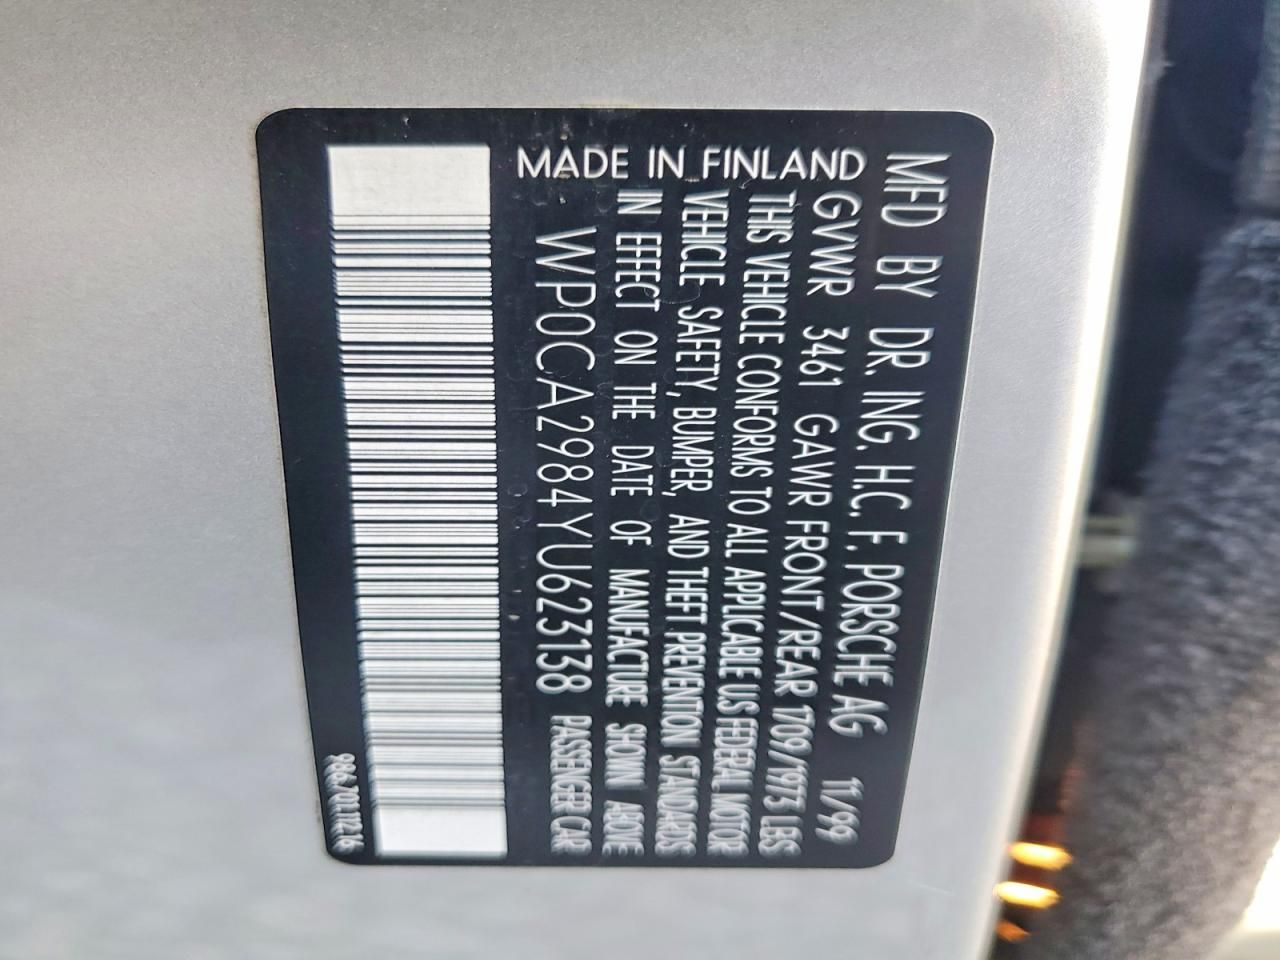 MFD BY DR. ING. H.C. F. PORSCHE AG 11/99
GVWR 3461 GAWR FRONT/REAR 1709/1973 LBS
THIS VEHICLE CONFORMS TO ALL APPLICABLE US FEDERAL MOTOR
VEHICLE SAFETY, BUMPER, AND THEFT PREVENTION STANDARDS
IN EFFECT ON THE DATE OF MANUFACTURE SHOWN ABOVE
WP0CA2984YU623138 PASSENGER CAR
MADE IN FINLAND